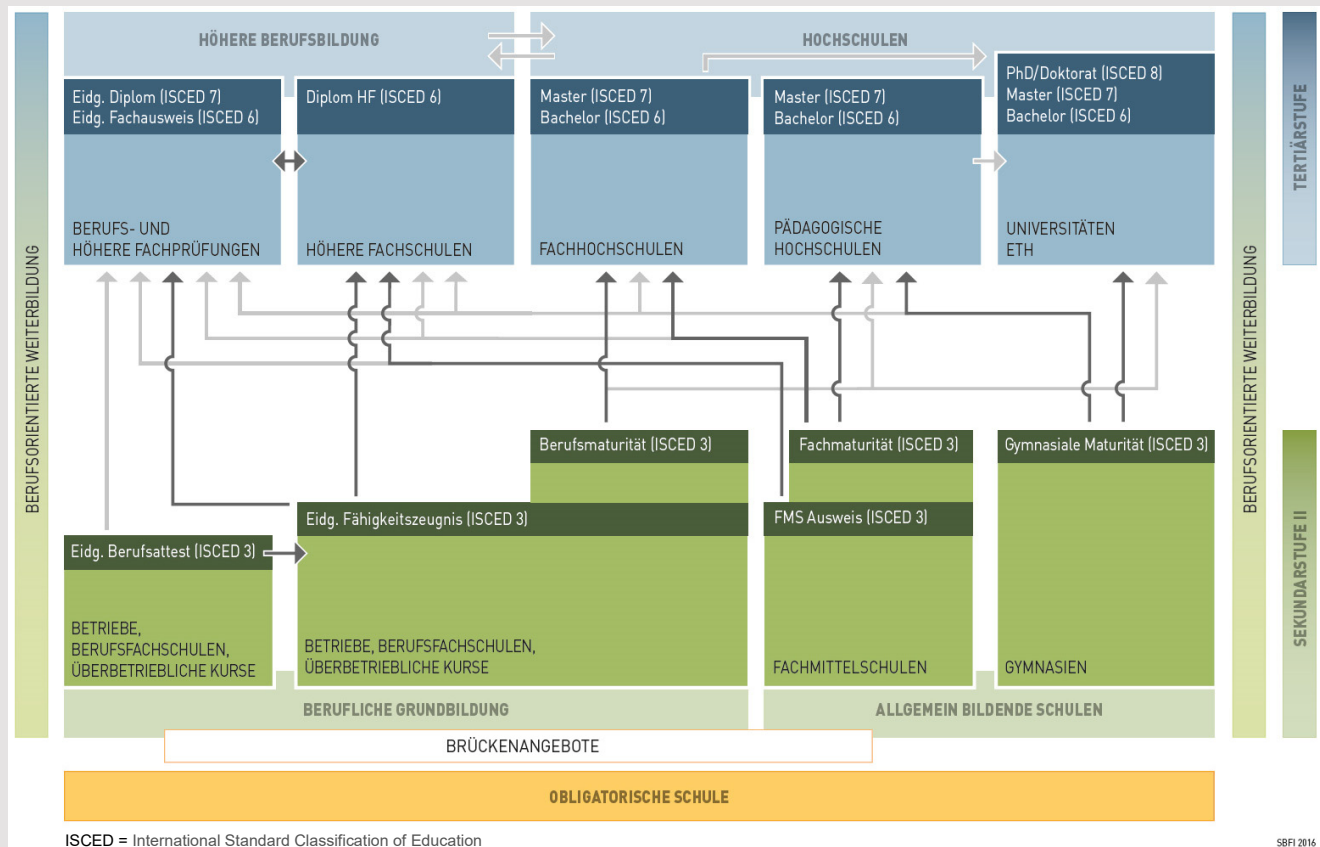 HÖHERE BERUFSBILDUNG
HOCHSCHULEN
Eidg. Diplom (ISCED 7)
Eidg. Fachausweis (ISCED 6)
BERUFS- UND
HÖHERE FACHPRÜFUNGEN
Diplom HF (ISCED 6)
HÖHERE FACHSCHULEN
Master (ISCED 7)
Bachelor (ISCED 6)
FACHHOCHSCHULEN
Master (ISCED 7)
Bachelor (ISCED 6)
PÄDAGOGISCHE
HOCHSCHULEN
PhD/Doktorat (ISCED 8)
Master (ISCED 7)
Bachelor (ISCED 6)
UNIVERSITÄTEN
ETH
BERUFSORIENTIERTE WEITERBILDUNG
BERUFSORIENTIERTE WEITERBILDUNG
TERTIÄRSTUFE
SEKUNDARSTUFE II
Berufsmaturität (ISCED 3)
Fachmaturität (ISCED 3)
Gymnasiale Maturität (ISCED 3)
Eidg. Fähigkeitszeugnis (ISCED 3)
FMS Ausweis (ISCED 3)
Eidg. Berufsattest (ISCED 3)
BETRIEBE,
BERUFSFACHSCHULEN,
ÜBERBETRIEBLICHE KURSE
BETRIEBE, BERUFSFACHSCHULEN,
ÜBERBETRIEBLICHE KURSE
FACHMITTELSCHULEN
GYMNASIEN
BERUFLICHE GRUNDBILDUNG
ALLGEMEIN BILDENDE SCHULEN
BRÜCKENANGEBOTE
OBLIGATORISCHE SCHULE
ISCED = International Standard Classification of Education
SBFI 2016